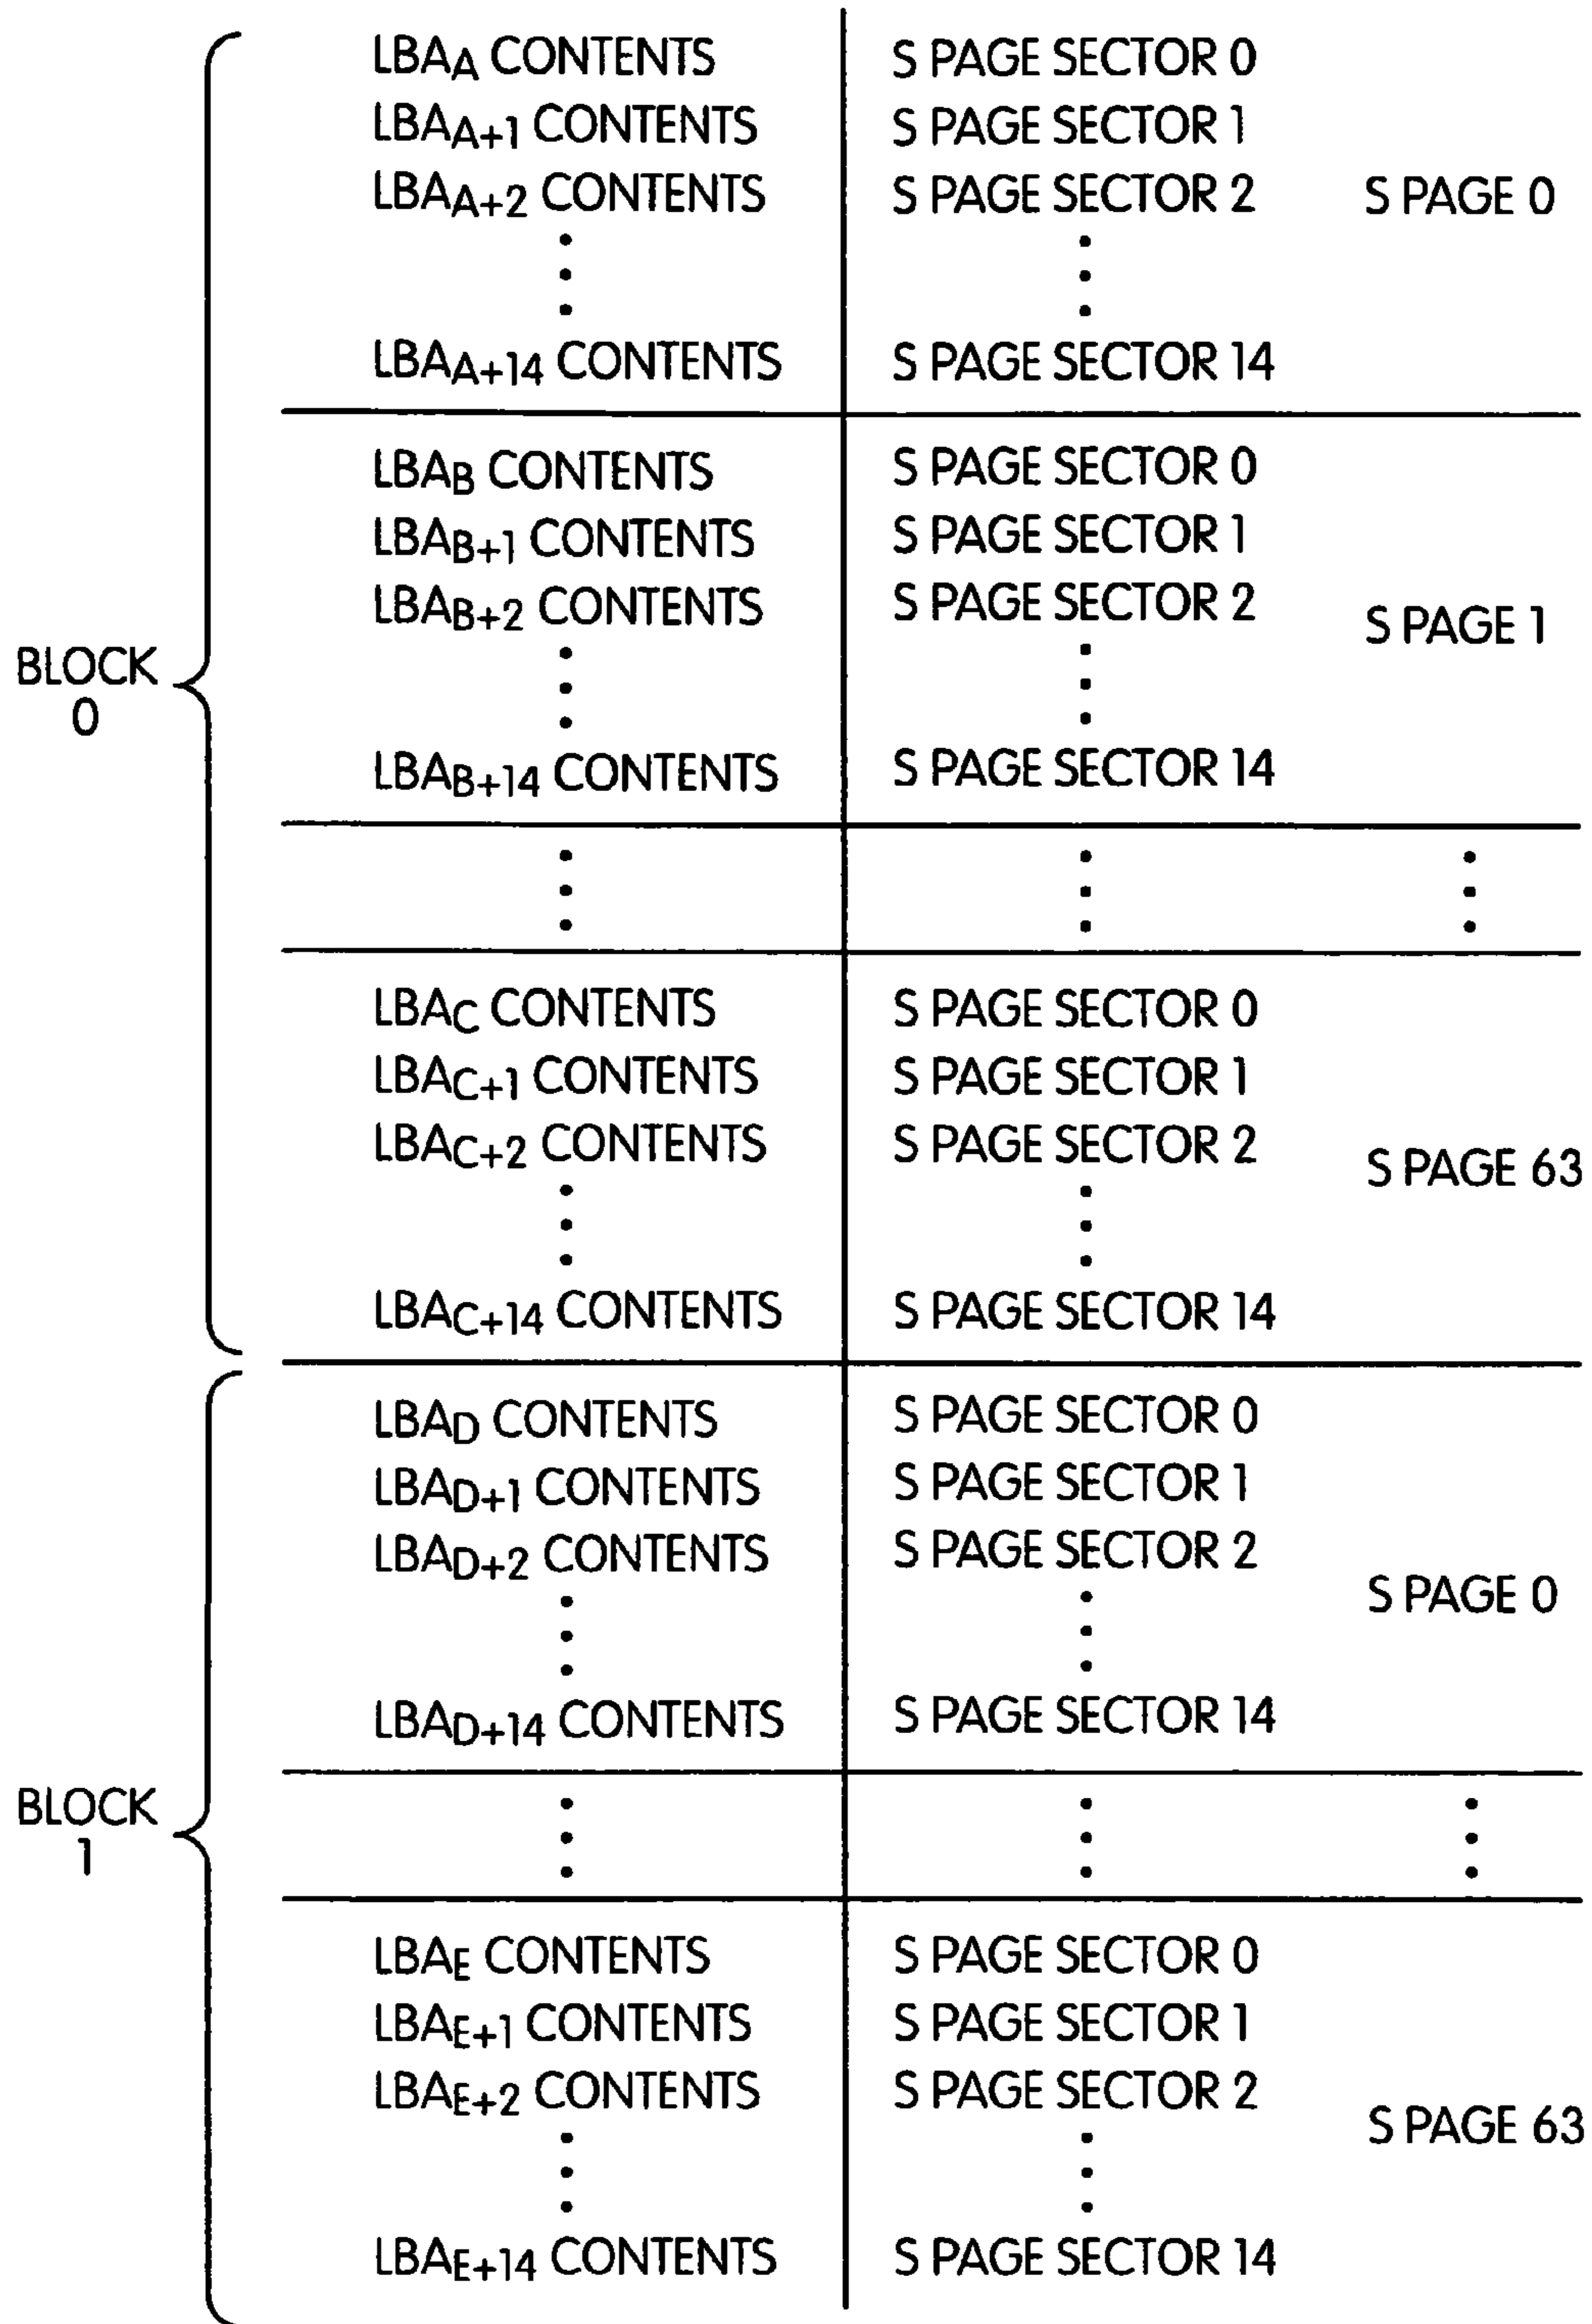 LBAA CONTENTS S PAGE SECTOR 0
LBAA+1 CONTENTS S PAGE SECTOR 1
LBAA+2 CONTENTS S PAGE SECTOR 2 S PAGE 0
LBAA+14 CONTENTS S PAGE SECTOR 14
LBAB CONTENTS S PAGE SECTOR 0
LBAB+1 CONTENTS S PAGE SECTOR 1
LBAB+2 CONTENTS S PAGE SECTOR 2 S PAGE 1
BLOCK 0
LBAB+14 CONTENTS S PAGE SECTOR 14
LBAC CONTENTS S PAGE SECTOR 0
LBAC+1 CONTENTS S PAGE SECTOR 1
LBAC+2 CONTENTS S PAGE SECTOR 2 S PAGE 63
LBAC+14 CONTENTS S PAGE SECTOR 14
LBAD CONTENTS S PAGE SECTOR 0
LBAD+1 CONTENTS S PAGE SECTOR 1
LBAD+2 CONTENTS S PAGE SECTOR 2 S PAGE 0
LBAD+14 CONTENTS S PAGE SECTOR 14
BLOCK 1
LBAE CONTENTS S PAGE SECTOR 0
LBAE+1 CONTENTS S PAGE SECTOR 1
LBAE+2 CONTENTS S PAGE SECTOR 2 S PAGE 63
LBAE+14 CONTENTS S PAGE SECTOR 14